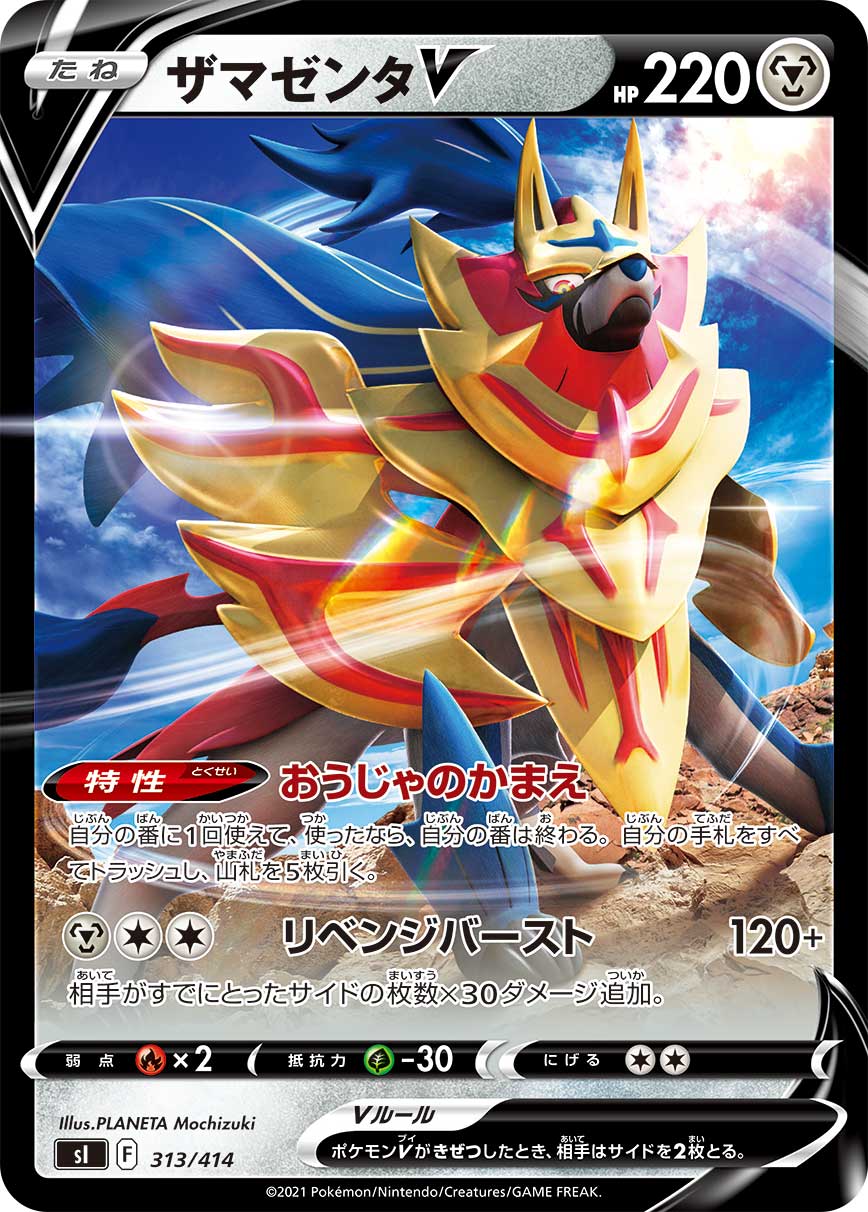 たね ザマゼンタV HP 220
特性 とくせい おうじゃのかまえ
自分の番に1回使えて、使ったなら、自分の番は終わる。自分の手札をすべ
てトラッシュし、山札を5枚引く。
リベンジバースト 120+
相手がすでにとったサイドの枚数×30ダメージ追加。
弱点 ×2 抵抗力 -30 にげる
Illus.PLANETA Mochizuki
Vルール
ポケモンVがきぜつしたとき、相手はサイドを2枚とる。
sI F 313/414
©2021 Pokémon/Nintendo/Creatures/GAME FREAK.